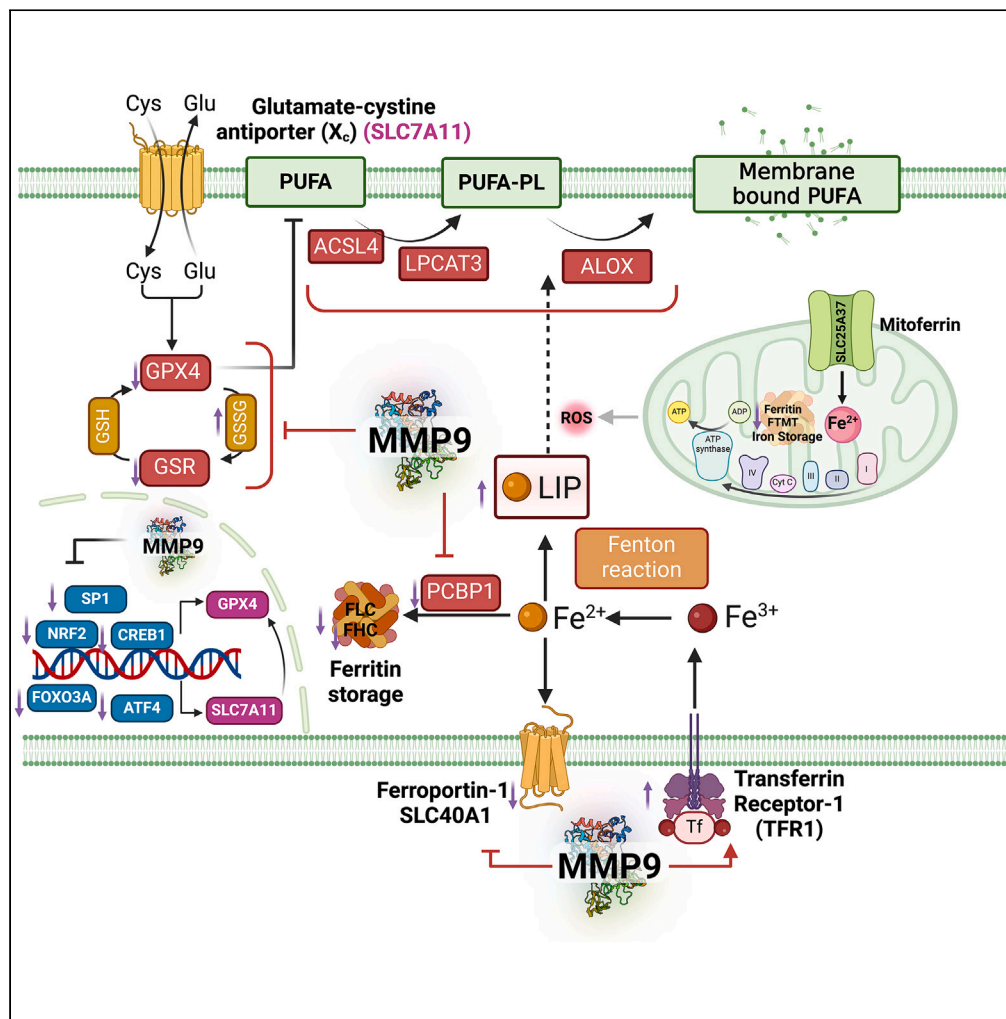 Cys Glu
Glutamate-cystine
antiporter (Xc) (SLC7A11)
PUFA
PUFA-PL
Membrane
bound PUFA
ACSL4
LPCAT3
ALOX
Cys Glu
GPX4
GSH
GSSG
GSR
MMP9
ROS
LIP
SLC25A37
Mitoferrin
ATP
ADP
ATP
synthase
Ferritin
FTMT
Iron Storage
Fe2+
IV
Cyt C
III
II
I
MMP9
SP1
NRF2
CREB1
GPX4
FOXO3A
ATF4
SLC7A11
PCBP1
FLC
FHC
Ferritin
storage
Fenton
reaction
Fe2+
Fe3+
Ferroportin-1
SLC40A1
Transferrin
Receptor-1
(TFR1)
Tf
MMP9